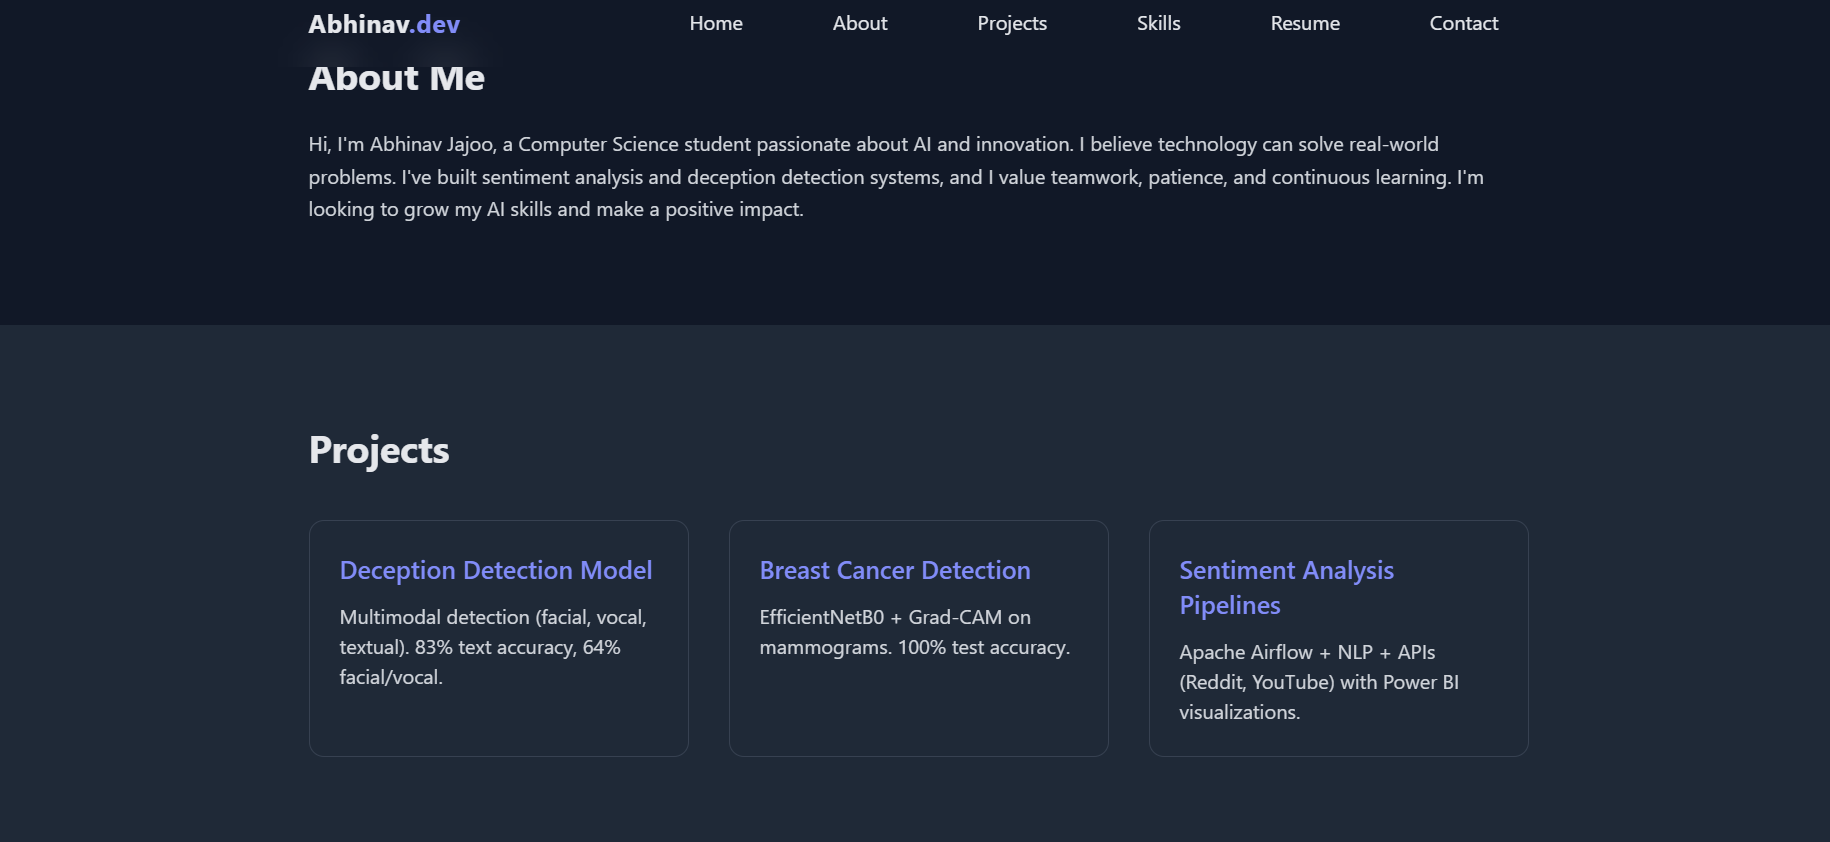 Abhinav.dev Home About Projects Skills Resume Contact
About Me
Hi, I'm Abhinav Jajoo, a Computer Science student passionate about AI and innovation. I believe technology can solve real-world
problems. I've built sentiment analysis and deception detection systems, and I value teamwork, patience, and continuous learning. I'm
looking to grow my AI skills and make a positive impact.
Projects
Deception Detection Model
Multimodal detection (facial, vocal,
textual). 83% text accuracy, 64%
facial/vocal.
Breast Cancer Detection
EfficientNetB0 + Grad-CAM on
mammograms. 100% test accuracy.
Sentiment Analysis
Pipelines
Apache Airflow + NLP + APIs
(Reddit, YouTube) with Power BI
visualizations.